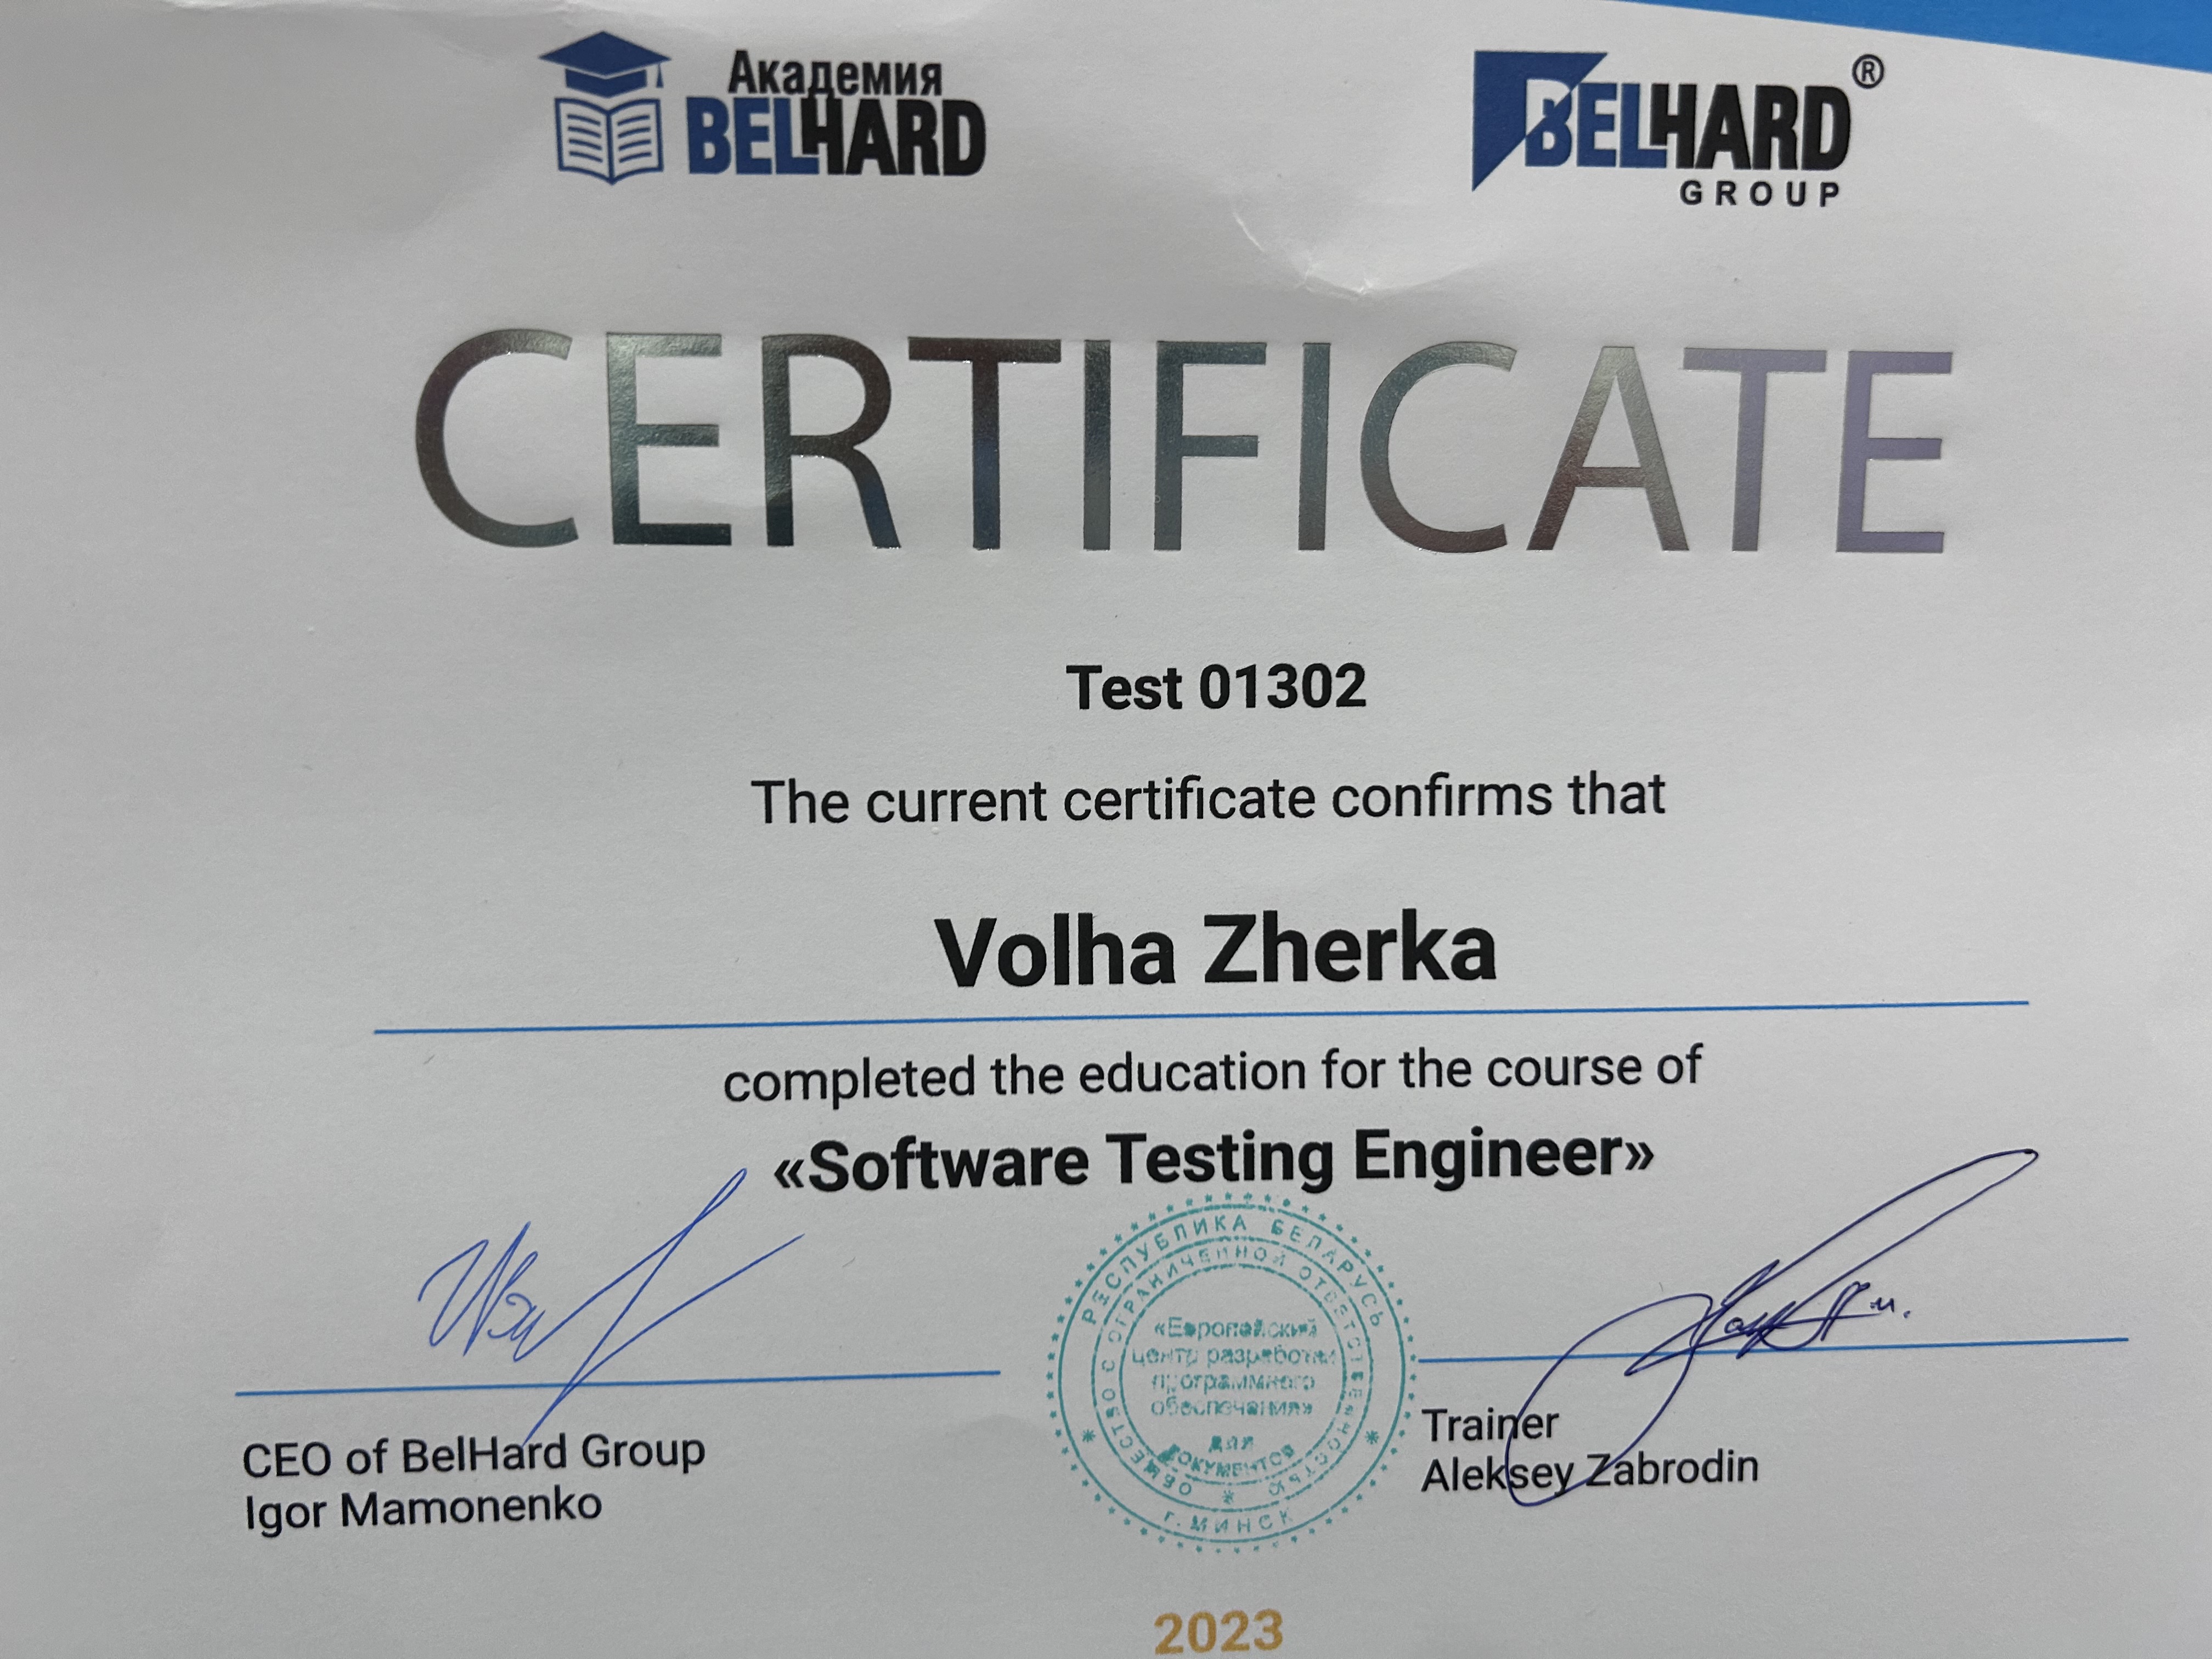 Академия
BELHARD
BELHARD®
GROUP
CERTIFICATE
Test 01302
The current certificate confirms that
Volha Zherka
completed the education for the course of
«Software Testing Engineer»
РЕСПУБЛИКА БЕЛАРУСЬ
ОБЩЕСТВО С ОГРАНИЧЕННОЙ ОТВЕТСТВЕННОСТЬЮ
«Европейский
центр разработки
программного
обеспечения»
для
документов
г. МИНСК
CEO of BelHard Group
Igor Mamonenko
Trainer
Aleksey Zabrodin
2023